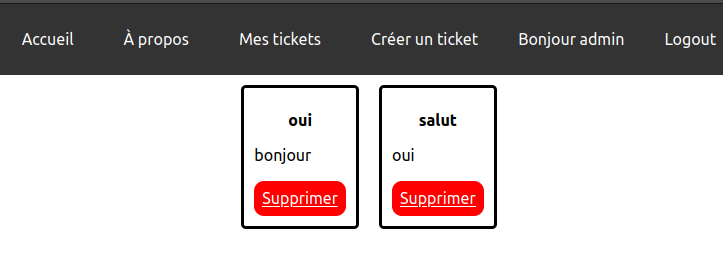 Accueil À propos Mes tickets Créer un ticket Bonjour admin Logout
oui
bonjour
Supprimer
salut
oui
Supprimer